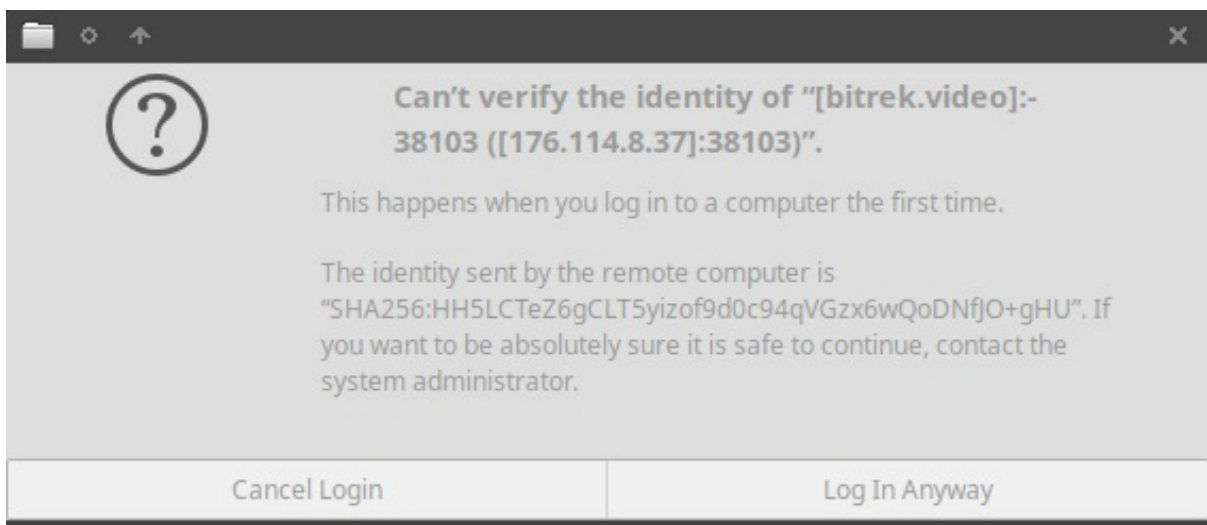 ?
Can’t verify the identity of “[bitrek.video]:-
38103 ([176.114.8.37]:38103)”.
This happens when you log in to a computer the first time.
The identity sent by the remote computer is
“SHA256:HH5LCTeZ6gCLT5yizof9d0c94qVGzx6wQoDNfJO+gHU”. If
you want to be absolutely sure it is safe to continue, contact the
system administrator.
Cancel Login
Log In Anyway